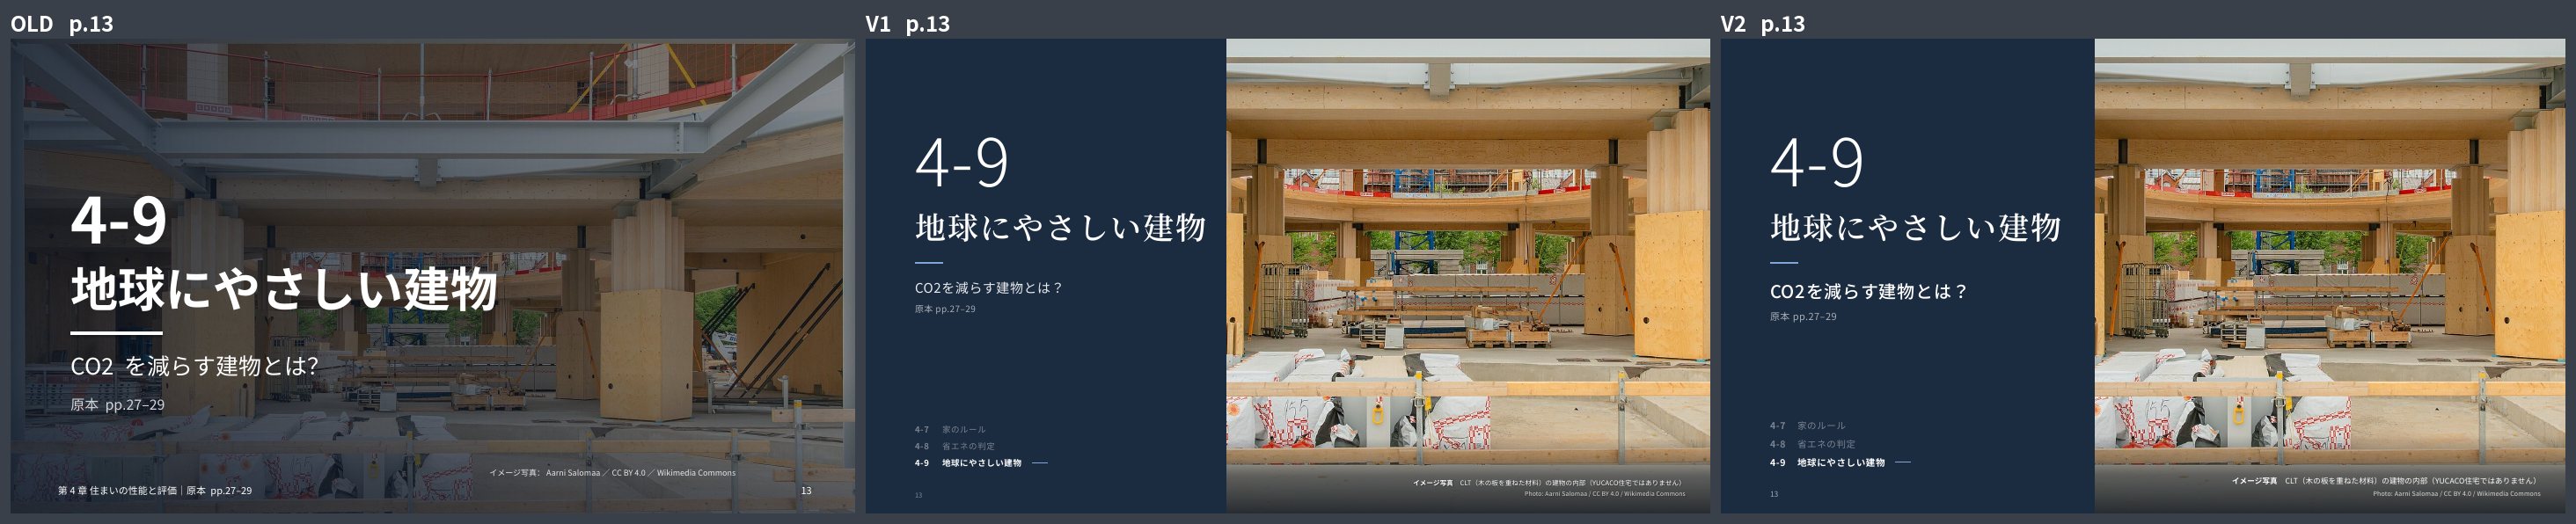 OLD p.13
4-9
地球にやさしい建物
CO2 を減らす建物とは?
原本 pp.27–29
イメージ写真: Aarni Salomaa ／ CC BY 4.0 ／ Wikimedia Commons
第 4 章 住まいの性能と評価｜原本 pp.27–29
13
V1 p.13
4-9
地球にやさしい建物
CO2を減らす建物とは？
原本 pp.27–29
4-7 家のルール
4-8 省エネの判定
4-9 地球にやさしい建物
13
イメージ写真 CLT（木の板を重ねた材料）の建物の内部（YUCACO住宅ではありません）
Photo: Aarni Salomaa / CC BY 4.0 / Wikimedia Commons
V2 p.13
4-9
地球にやさしい建物
CO2を減らす建物とは？
原本 pp.27–29
4-7 家のルール
4-8 省エネの判定
4-9 地球にやさしい建物
13
イメージ写真 CLT（木の板を重ねた材料）の建物の内部（YUCACO住宅ではありません）
Photo: Aarni Salomaa / CC BY 4.0 / Wikimedia Commons